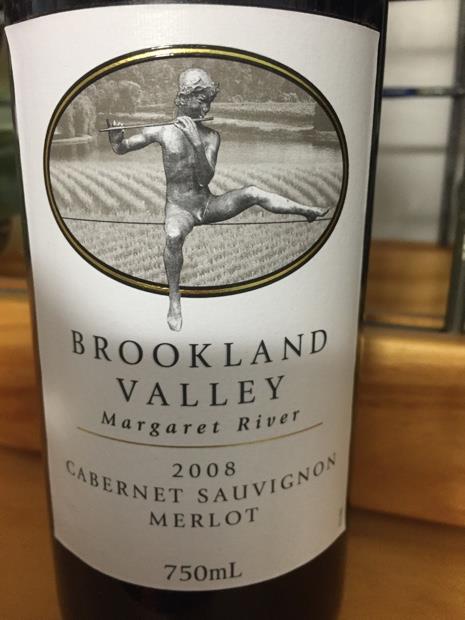 BROOKLAND
VALLEY
Margaret River
2008
CABERNET SAUVIGNON
MERLOT
750mL